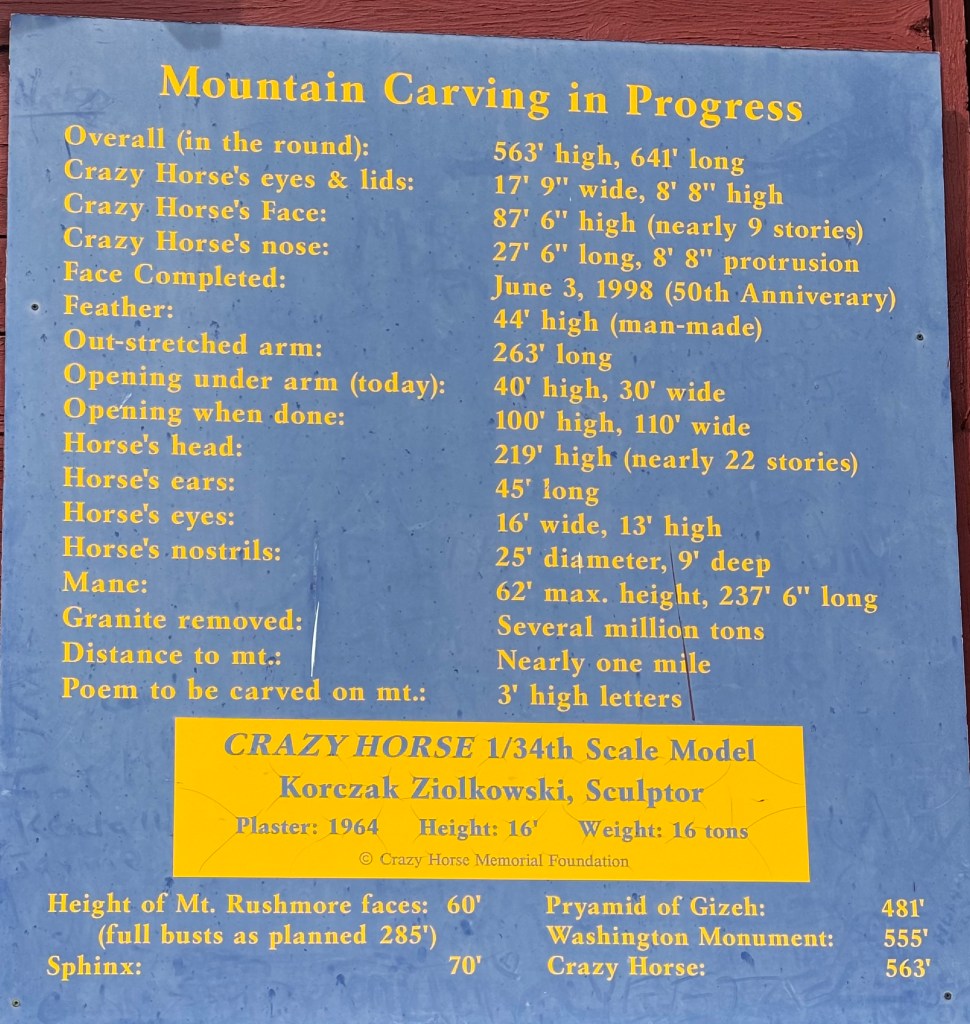 Mountain Carving in Progress
Overall (in the round): 563' high, 641' long
Crazy Horse's eyes & lids: 17' 9" wide, 8' 8" high
Crazy Horse's Face: 87' 6" high (nearly 9 stories)
Crazy Horse's nose: 27' 6" long, 8' 8" protrusion
Face Completed: June 3, 1998 (50th Anniverary)
Feather: 44' high (man-made)
Out-stretched arm: 263' long
Opening under arm (today): 40' high, 30' wide
Opening when done: 100' high, 110' wide
Horse's head: 219' high (nearly 22 stories)
Horse's ears: 45' long
Horse's eyes: 16' wide, 13' high
Horse's nostrils: 25' diameter, 9' deep
Mane: 62' max. height, 237' 6" long
Granite removed: Several million tons
Distance to mt.: Nearly one mile
Poem to be carved on mt.: 3' high letters
CRAZY HORSE 1/34th Scale Model
Korczak Ziolkowski, Sculptor
Plaster: 1964 Height: 16' Weight: 16 tons
© Crazy Horse Memorial Foundation
Height of Mt. Rushmore faces: 60' Pryamid of Gizeh: 481'
(full busts as planned 285') Washington Monument: 555'
Sphinx: 70' Crazy Horse: 563'